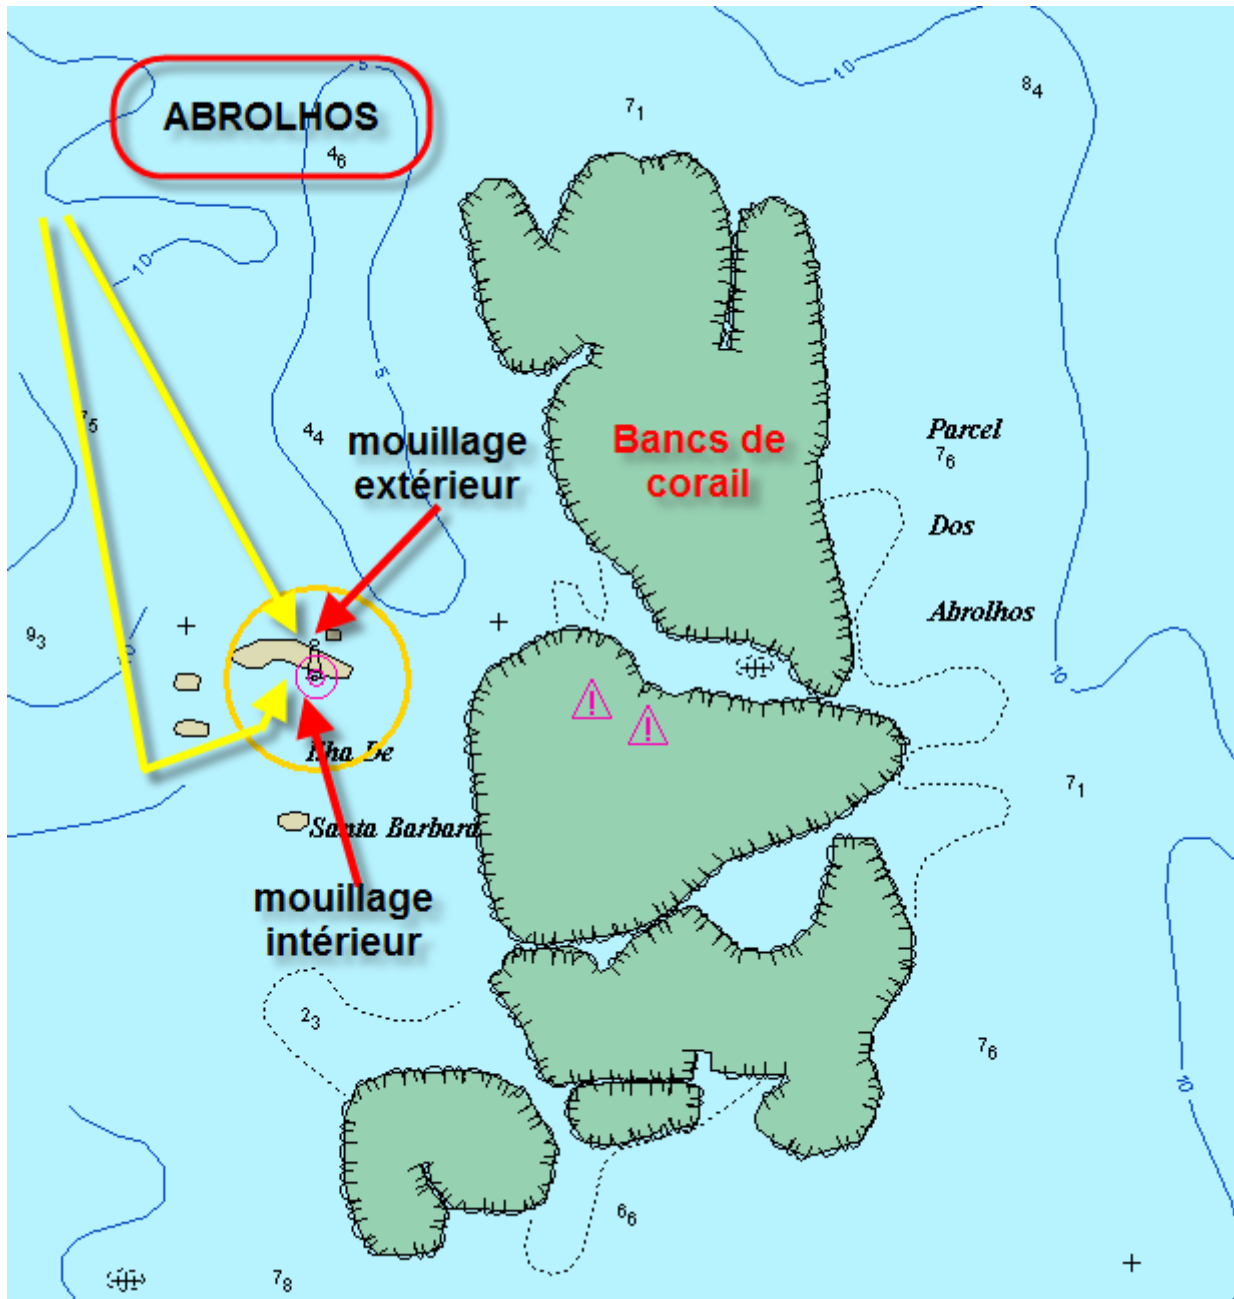 5
10
8₄
ABROLHOS
7₁
4₆
10
5
7₅
4₄
mouillage
extérieur
Bancs de
corail
Parcel
7₆
Dos
Abrolhos
9₃
10
10
Ilha De
7₁
Santa Barbara
mouillage
intérieur
2₃
7₆
10
6₆
7₈